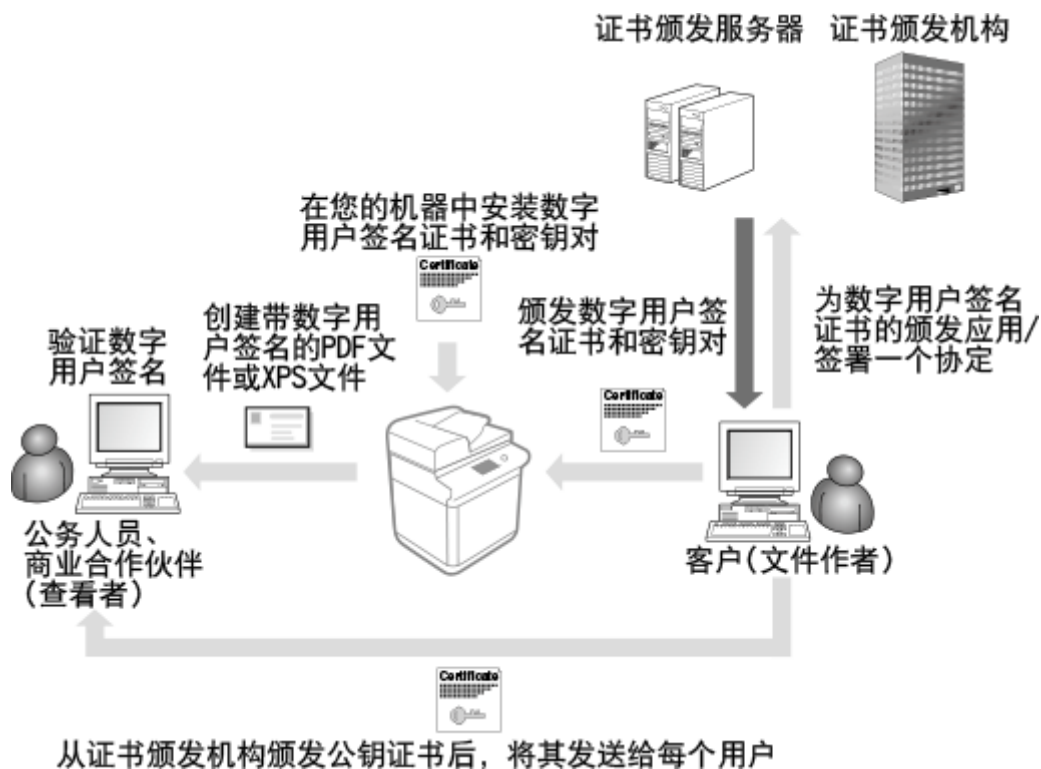 证书颁发服务器
证书颁发机构
在您的机器中安装数字
用户签名证书和密钥对
Certificate
颁发数字用户签
名证书和密钥对
为数字用户签名
证书的颁发应用/
签署一个协定
创建带数字用
户签名的PDF文
件或XPS文件
验证数字
用户签名
Certificate
公务人员、
商业合作伙伴
(查看者)
客户(文件作者)
Certificate
从证书颁发机构颁发公钥证书后，将其发送给每个用户